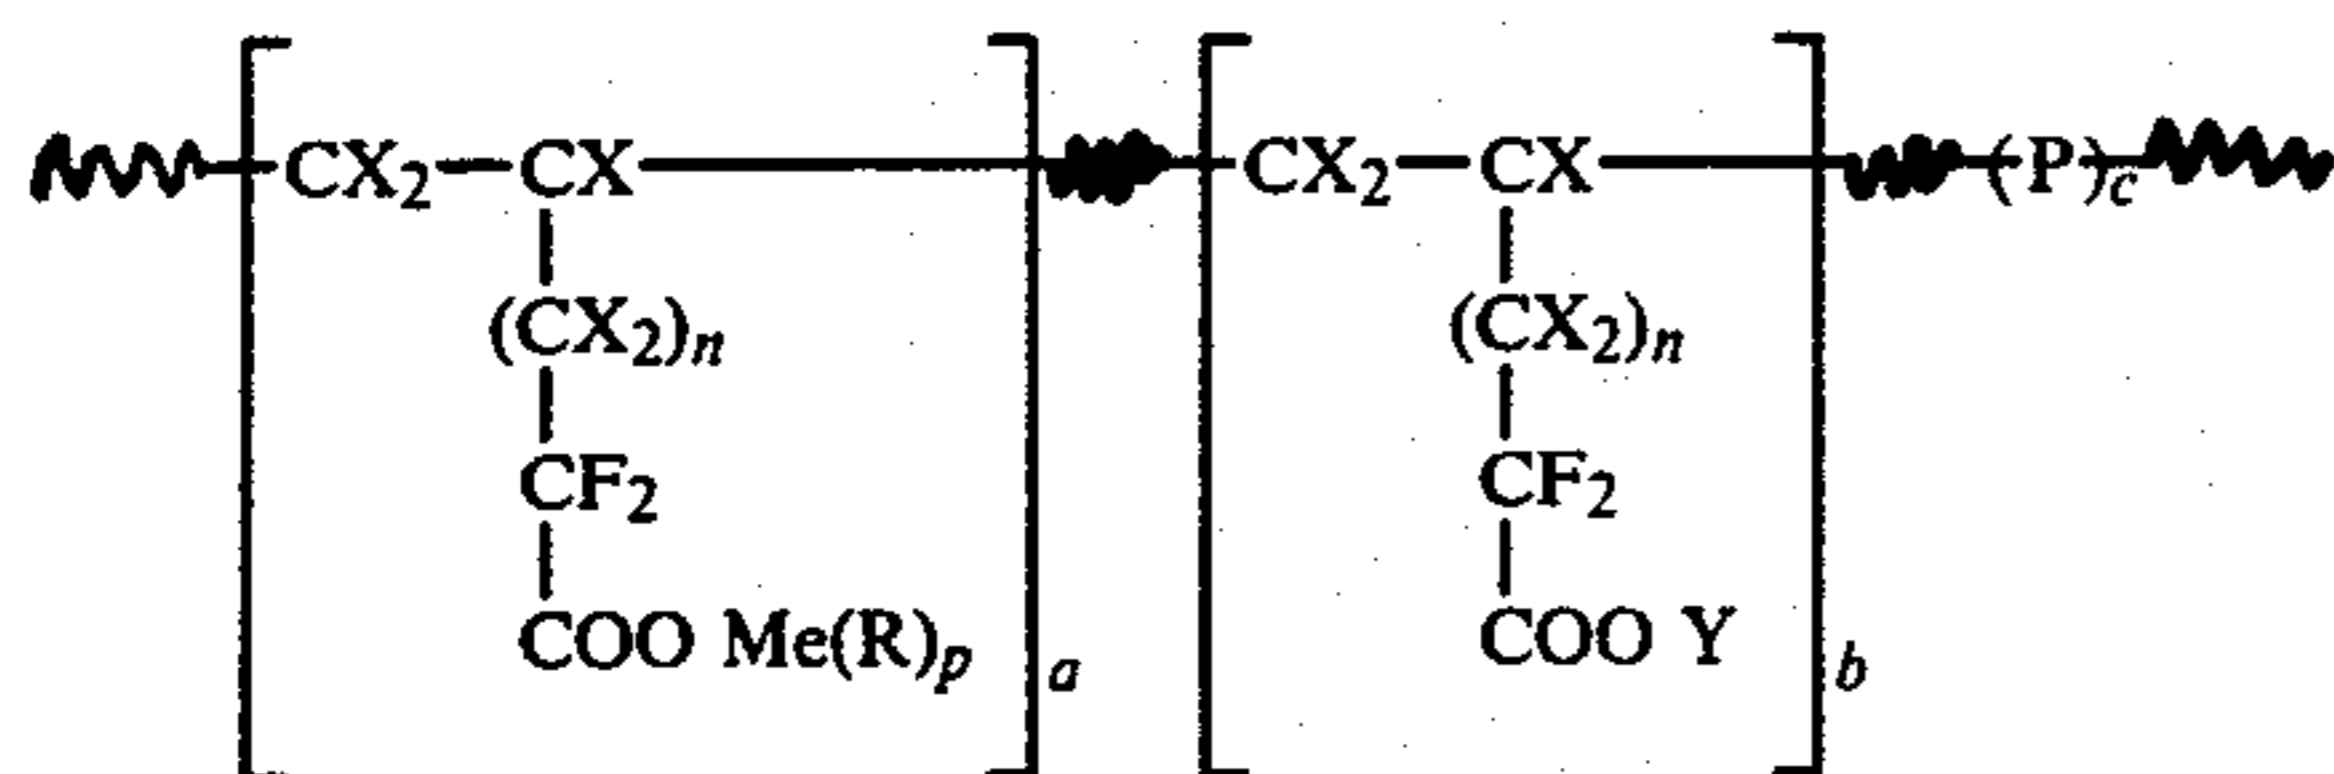 CX2 CX CX2 CX (P)c
(CX2)n (CX2)n
CF2 CF2
COO Me(R)p COO Y
a b